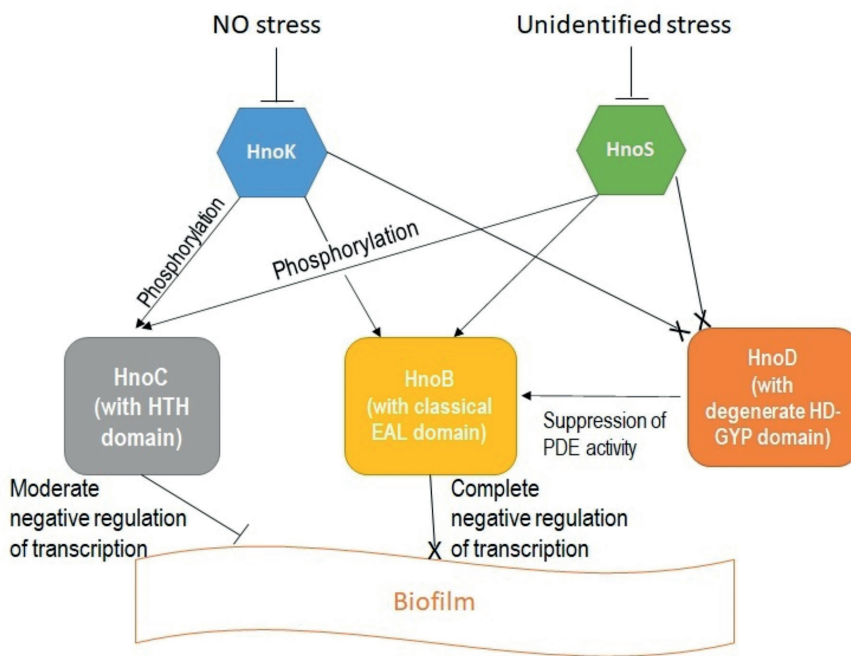 NO stress
Unidentified stress
HnoK
HnoS
Phosphorylation
Phosphorylation
X X
HnoC
(with HTH
domain)
HnoB
(with classical
EAL domain)
HnoD
(with
degenerate HD-
GYP domain)
Suppression of
PDE activity
Moderate
negative regulation
of transcription
Complete
negative regulation
of transcription
X
Biofilm